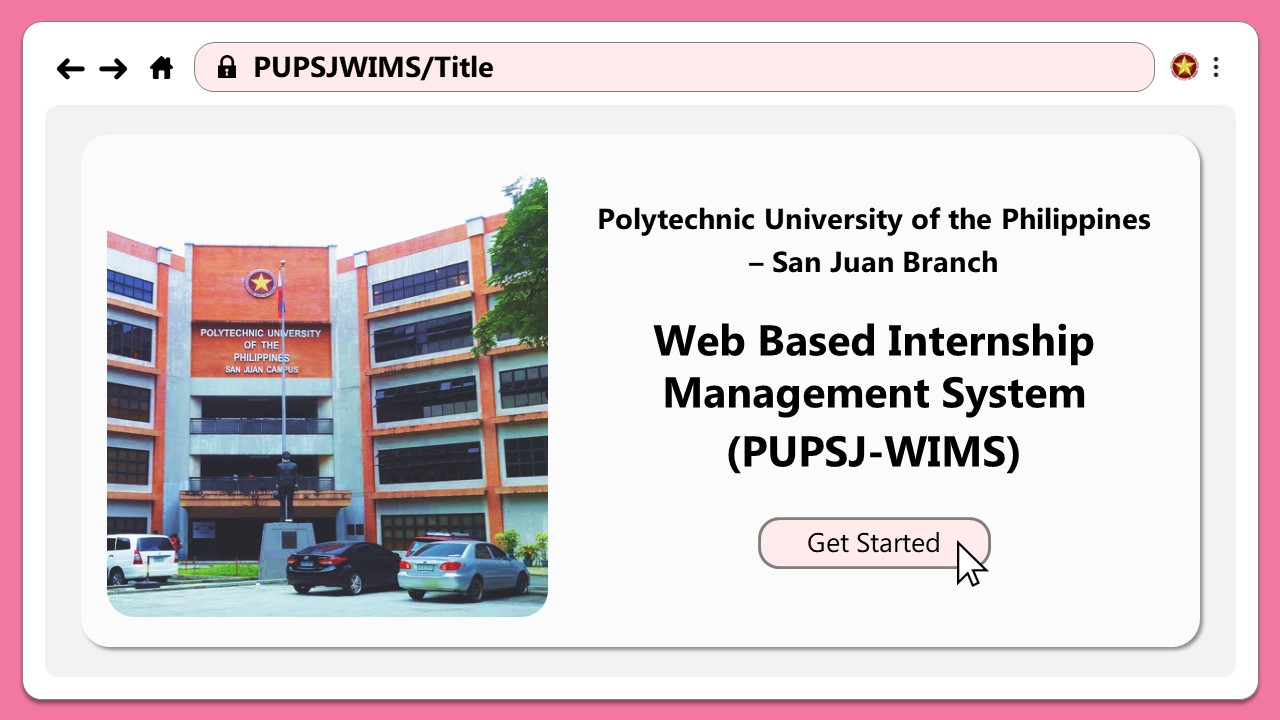 PUPSJWIMS/Title
Polytechnic University of the Philippines
– San Juan Branch
Web Based Internship
Management System
(PUPSJ-WIMS)
Get Started
POLYTECHNIC UNIVERSITY
OF THE
PHILIPPINES
SAN JUAN CAMPUS